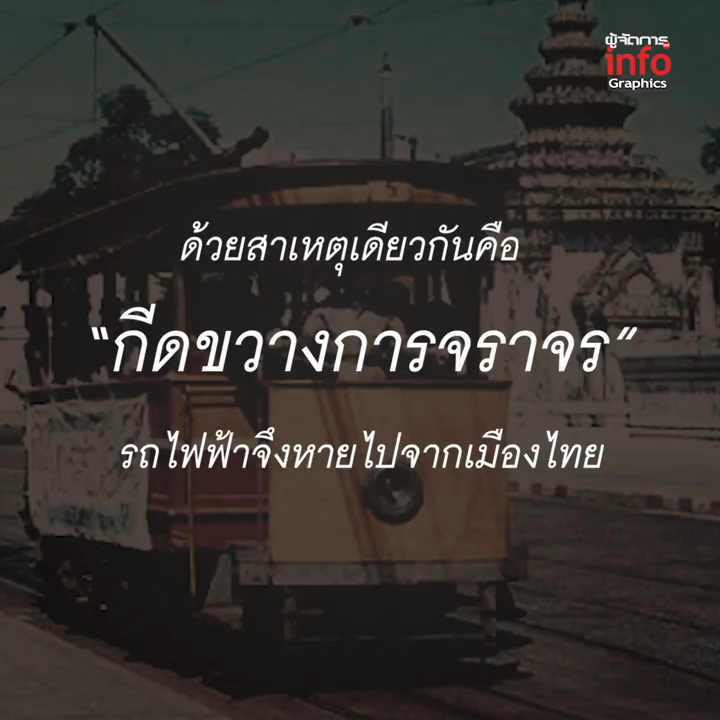 ผู้จัดการ
info
Graphics
ด้วยสาเหตุเดียวกันคือ
“กีดขวางการจราจร”
รถไฟฟ้าจึงหายไปจากเมืองไทย